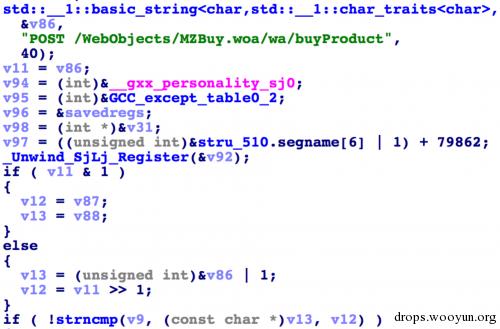 std::__1::basic_string<char,std::__1::char_traits<char>,
&v86,
"POST /WebObjects/MZBuy.woa/wa/buyProduct",
40);
v11 = v86;
v94 = (int)&__gxx_personality_sj0;
v95 = (int)&GCC_except_table0_2;
v96 = &savedregs;
v98 = (int *)&v31;
v97 = ((unsigned int)&stru_510.segname[6] | 1) + 79862;
_Unwind_SjLj_Register(&v92);
if ( v11 & 1 )
{
v12 = v87;
v13 = v88;
}
else
{
v13 = (unsigned int)&v86 | 1;
v12 = v11 >> 1;
}
if ( !strncmp(v9, (const char *)v13, v12) )
drops.wooyun.org